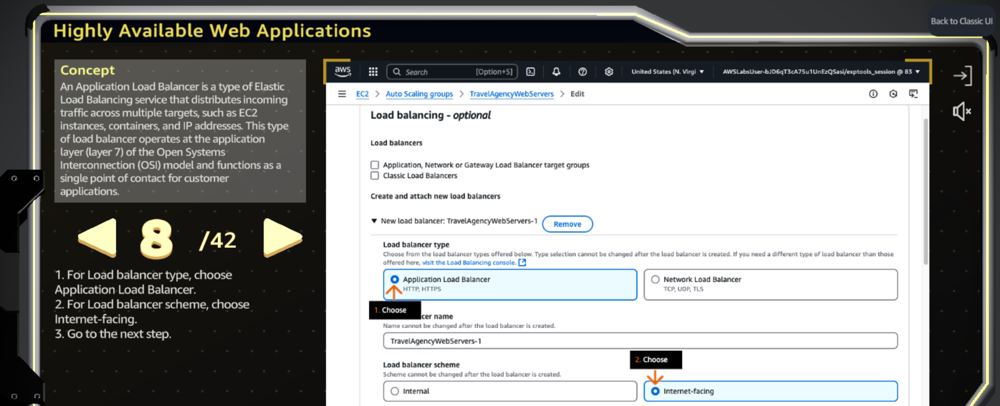 Back to Classic UI
Highly Available Web Applications
Concept
An Application Load Balancer is a type of Elastic
Load Balancing service that distributes incoming
traffic across multiple targets, such as EC2
instances, containers, and IP addresses. This type
of load balancer operates at the application
layer (layer 7) of the Open Systems
Interconnection (OSI) model and functions as a
single point of contact for customer
applications.
8 /42
1. For Load balancer type, choose
Application Load Balancer.
2. For Load balancer scheme, choose
Internet-facing.
3. Go to the next step.
aws Search [Option+S] United States (N. Virgi AWSLabsUser-bJD6qT3cA75u1UnEzQSasi/exptools_session @ 83
EC2 > Auto Scaling groups > TravelAgencyWebServers > Edit
Load balancing - optional
Load balancers
Application, Network or Gateway Load Balancer target groups
Classic Load Balancers
Create and attach new load balancers
New load balancer: TravelAgencyWebServers-1 Remove
Load balancer type
Choose from the load balancer types offered below. Type selection cannot be changed after the load balancer is created. If you need a different type of load balancer than those
offered here, visit the Load Balancing console.
Application Load Balancer
HTTP, HTTPS
Network Load Balancer
TCP, UDP, TLS
1. Choose
cer name
Name cannot be changed after the load balancer is created.
TravelAgencyWebServers-1
2. Choose
Load balancer scheme
Scheme cannot be changed after the load balancer is created.
Internal
Internet-facing